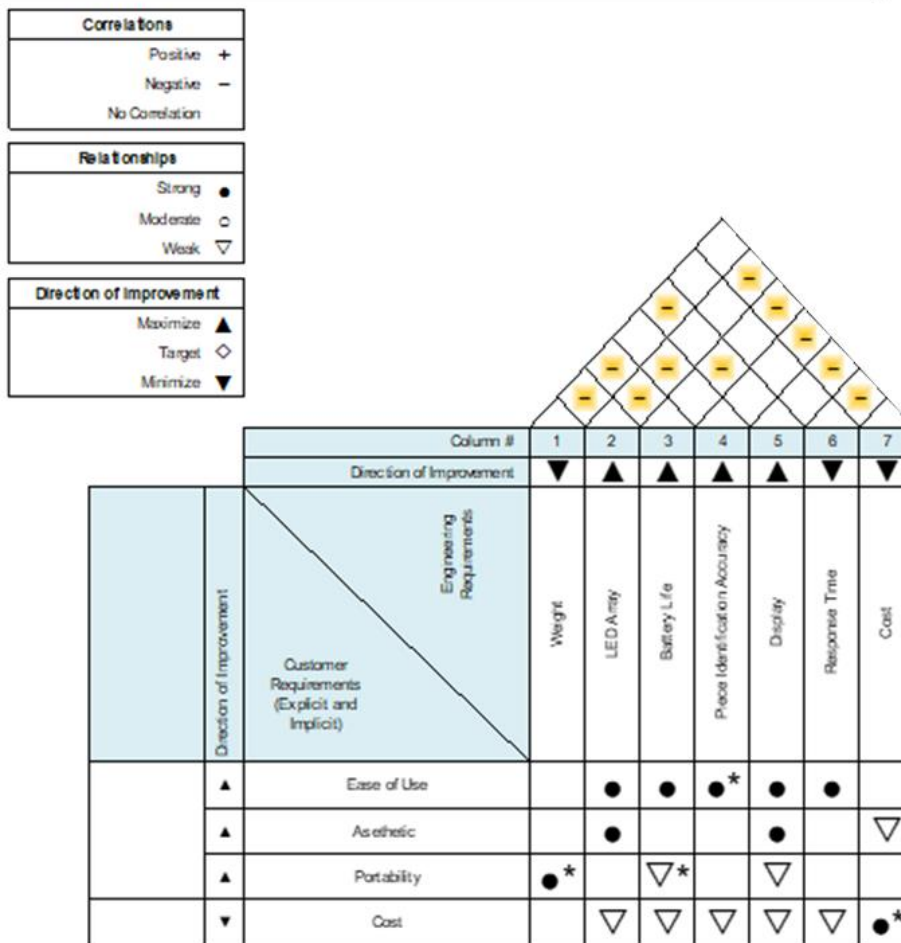 Correlations
Positive +
Negative −
No Correlation
Relationships
Strong ●
Moderate ○
Weak ▽
Direction of Improvement
Maximize ▲
Target ◇
Minimize ▼
− 
− −
−
− − − −
− − −
Column # 1 2 3 4 5 6 7
Direction of Improvement ▼ ▲ ▲ ▲ ▲ ▼ ▼
Direction of Improvement
Engineering
Requirements
Customer
Requirements
(Explicit and
Implicit)
Weight
LED Array
Battery Life
Piece Identification Accuracy
Display
Response Time
Cost
▲ Ease of Use ● ● ●* ● ●
▲ Asethetic ● ● ▽
▲ Portability ●* ▽* ▽
▼ Cost ▽ ▽ ▽ ▽ ▽ ●*